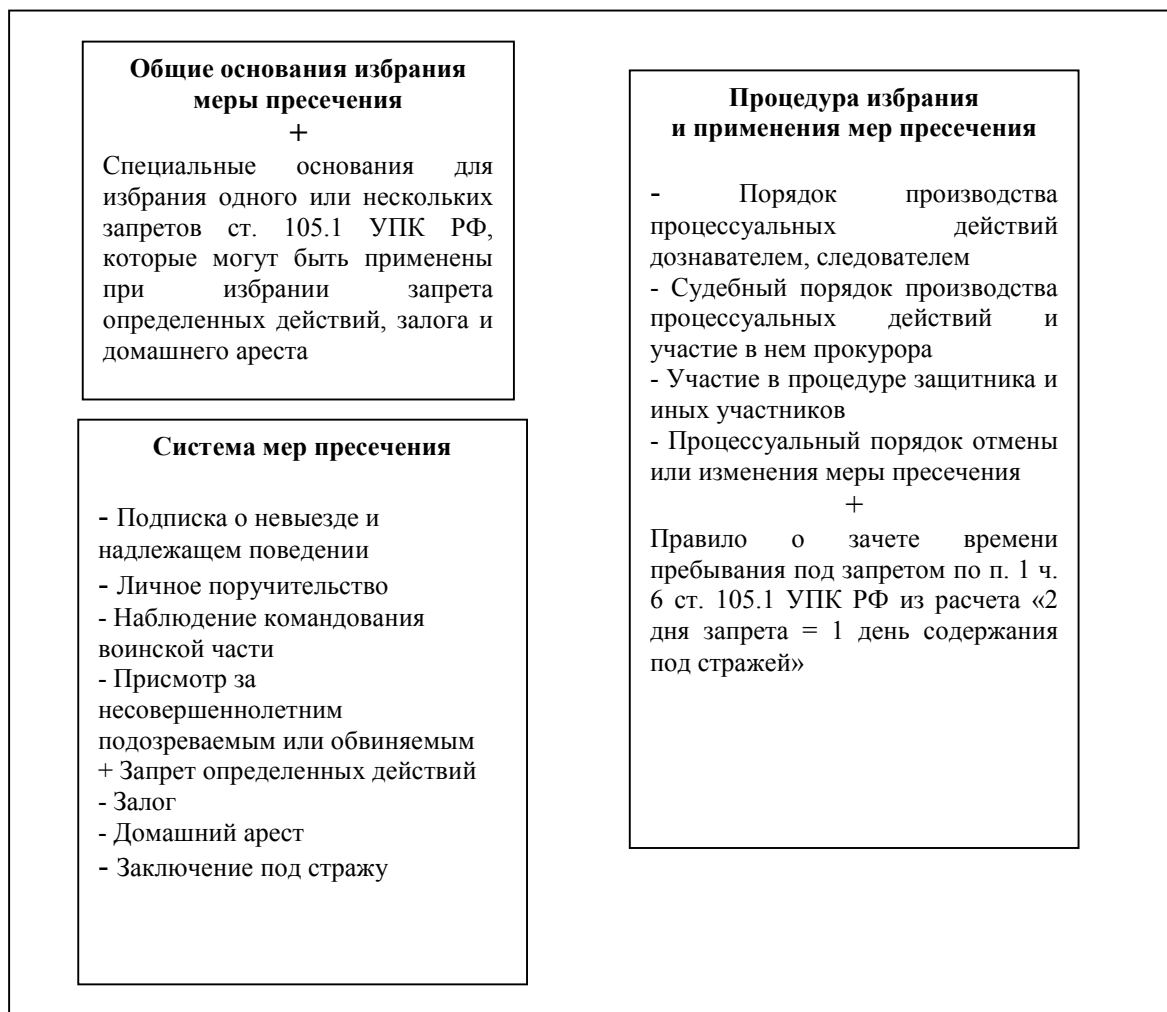 Общие основания избрания
меры пресечения
+
Специальные основания для
избрания одного или нескольких
запретов ст. 105.1 УПК РФ,
которые могут быть применены
при избрании запрета
определенных действий, залога и
домашнего ареста
Система мер пресечения
- Подписка о невыезде и
надлежащем поведении
- Личное поручительство
- Наблюдение командования
воинской части
- Присмотр за
несовершеннолетним
подозреваемым или обвиняемым
+ Запрет определенных действий
- Залог
- Домашний арест
- Заключение под стражу
Процедура избрания
и применения мер пресечения
- Порядок производства
процессуальных действий
дознавателем, следователем
- Судебный порядок производства
процессуальных действий и
участие в нем прокурора
- Участие в процедуре защитника и
иных участников
- Процессуальный порядок отмены
или изменения меры пресечения
+
Правило о зачете времени
пребывания под запретом по п. 1 ч.
6 ст. 105.1 УПК РФ из расчета «2
дня запрета = 1 день содержания
под стражей»